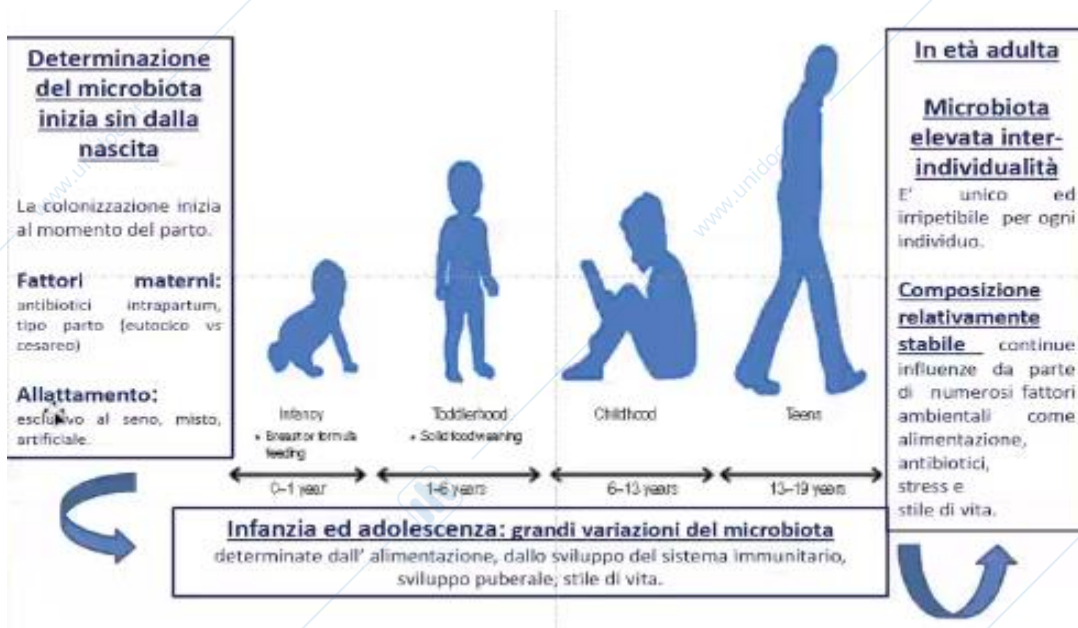 Determinazione
del microbiota
inizia sin dalla
nascita
La colonizzazione inizia
al momento del parto.
Fattori materni:
antibiotici intrapartum,
tipo parto (eutocico vs
cesareo)
Allattamento:
esclusivo al seno, misto,
artificiale.
Infancy
• Breast or formula
feeding
0–1 year
Toddlerhood
• Solid food weaning
1–6 years
Childhood
6–13 years
Teens
13–19 years
Infanzia ed adolescenza: grandi variazioni del microbiota
determinate dall' alimentazione, dallo sviluppo del sistema immunitario,
sviluppo puberale, stile di vita.
In età adulta
Microbiota
elevata inter-
individualità
E' unico ed
irripetibile per ogni
individuo.
Composizione
relativamente
stabile continue
influenze da parte
di numerosi fattori
ambientali come
alimentazione,
antibiotici,
stress e
stile di vita.
www.unidoc